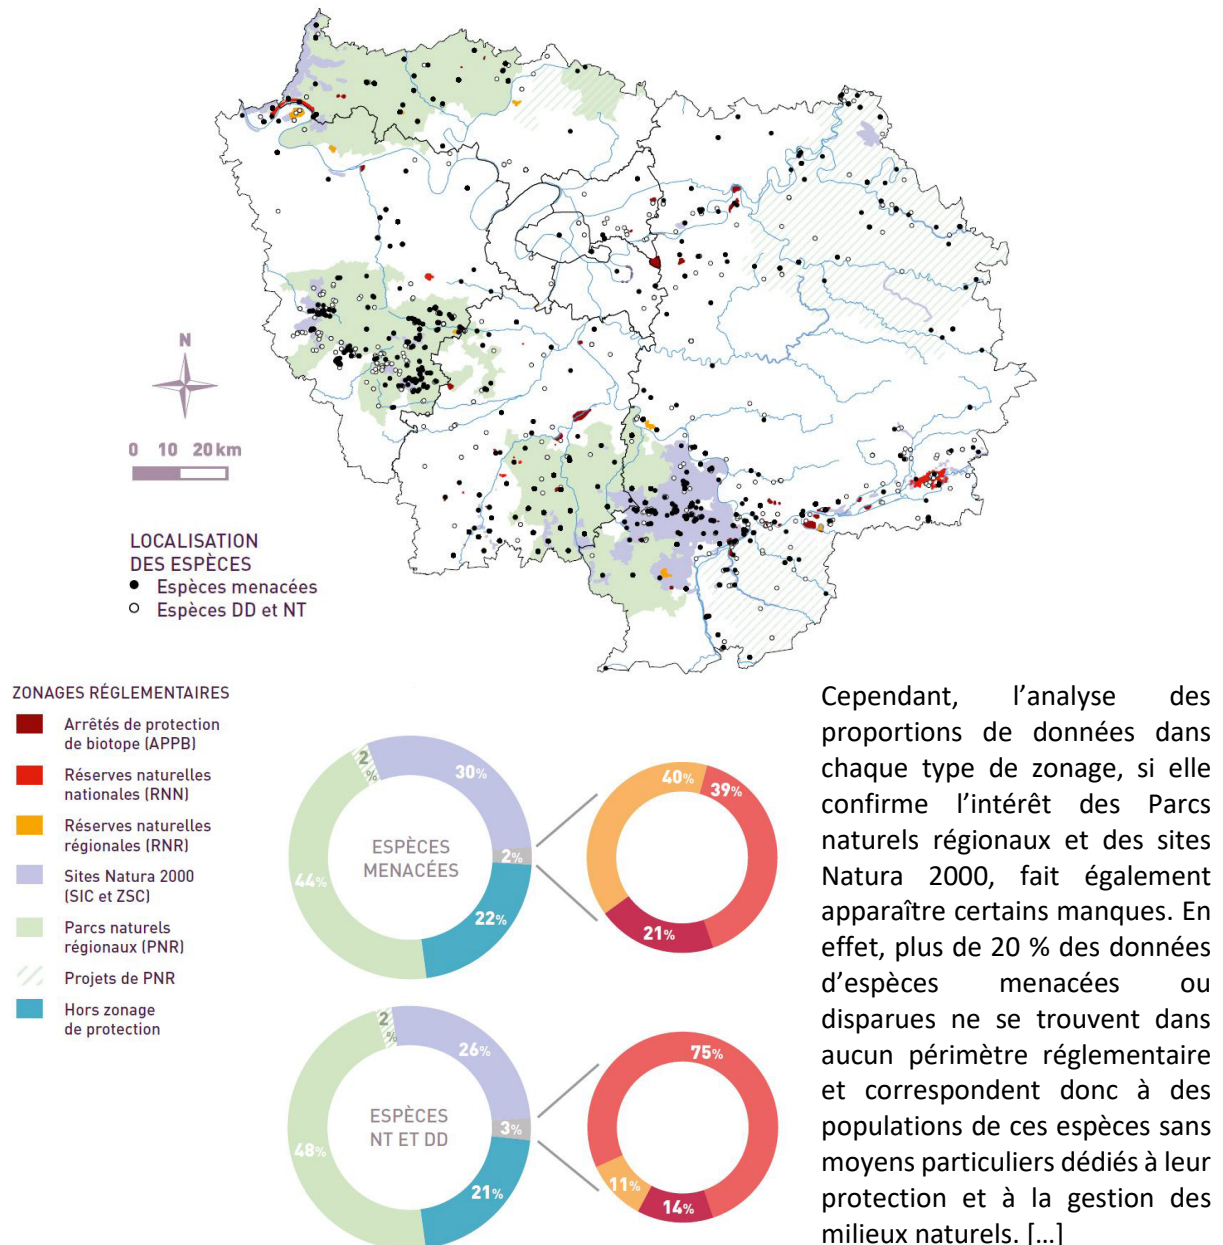 N
0 10 20 km
LOCALISATION
DES ESPÈCES
Espèces menacées
Espèces DD et NT
ZONAGES RÉGLEMENTAIRES
Arrêtés de protection
de biotope (APPB)
Réserves naturelles
nationales (RNN)
Réserves naturelles
régionales (RNR)
Sites Natura 2000
(SIC et ZSC)
Parcs naturels
régionaux (PNR)
Projets de PNR
Hors zonage
de protection
2
%
30%
2%
22%
44%
ESPÈCES
MENACÉES
40%
39%
21%
2
%
26%
3%
21%
48%
ESPÈCES
NT ET DD
75%
11%
14%
Cependant, l’analyse des
proportions de données dans
chaque type de zonage, si elle
confirme l’intérêt des Parcs
naturels régionaux et des sites
Natura 2000, fait également
apparaître certains manques. En
effet, plus de 20 % des données
d’espèces menacées ou
disparues ne se trouvent dans
aucun périmètre réglementaire
et correspondent donc à des
populations de ces espèces sans
moyens particuliers dédiés à leur
protection et à la gestion des
milieux naturels. […]